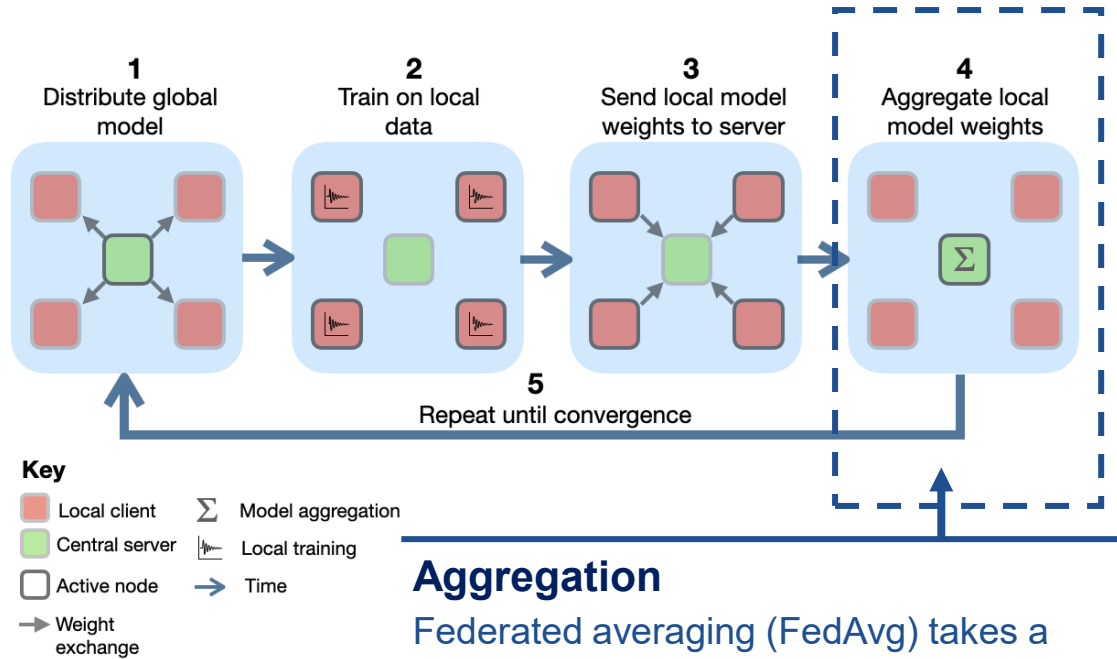 1
Distribute global
model
2
Train on local
data
3
Send local model
weights to server
4
Aggregate local
model weights
Σ
5
Repeat until convergence
Key
Local client
Central server
Active node
Weight
exchange
Σ Model aggregation
Local training
Time
Aggregation
Federated averaging (FedAvg) takes a